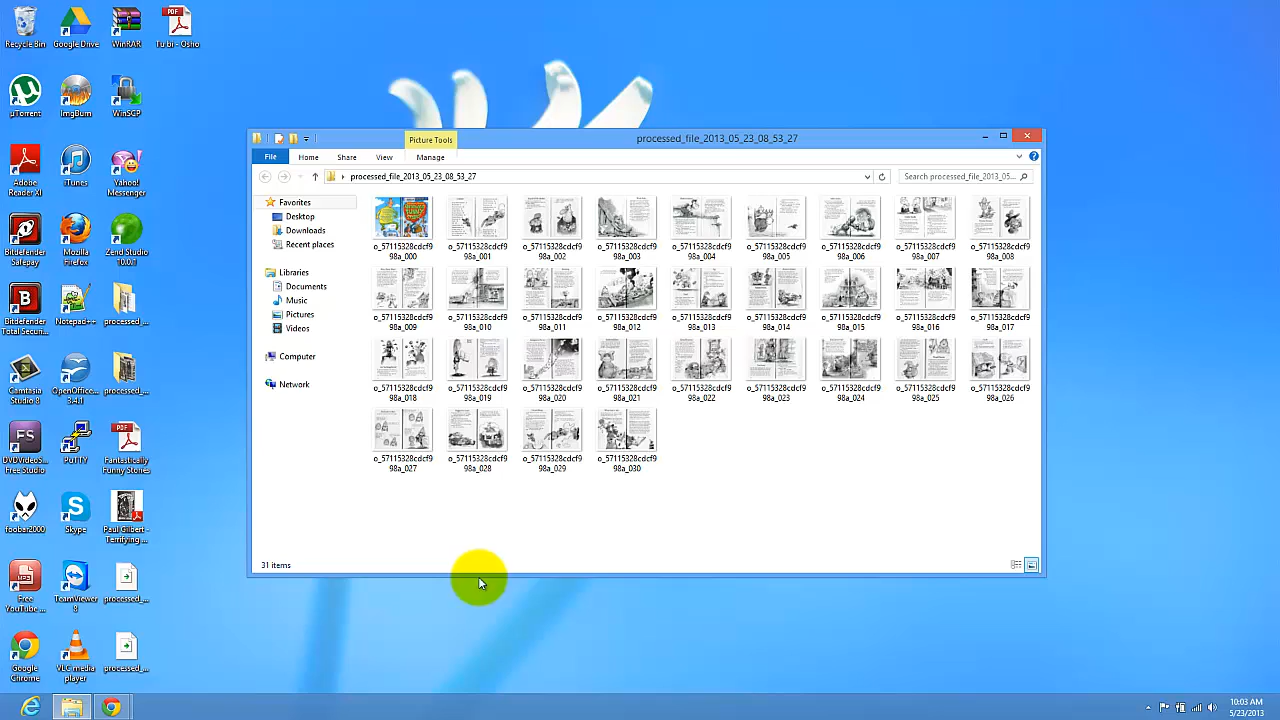 Recycle Bin
Google Drive
WinRAR
PDF
Tu bi - Osho
µTorrent
ImgBurn
WinSCP
Adobe
Reader XI
iTunes
Yahoo!
Messenger
Bitdefender
Safepay
Mozilla
Firefox
Zend Studio
10.0.1
Bitdefender
Total Securi...
Notepad++
processed_...
Camtasia
Studio 8
OpenOffice...
3.4.1
processed_...
FS
DVDVideoS...
Free Studio
PuTTY
PDF
Fantastically
Funny Stories
foobar2000
Skype
Paul Gilbert -
Terrifying ...
MP3
Free
YouTube ...
TeamViewer
8
processed_...
Google
Chrome
VLC media
player
processed_...
Picture Tools
processed_file_2013_05_23_08_53_27
File Home Share View Manage
processed_file_2013_05_23_08_53_27
Search processed_file_2013_05...
Favorites
Desktop
Downloads
Recent places
Libraries
Documents
Music
Pictures
Videos
Computer
Network
o_57115328cdcf9 o_57115328cdcf9 o_57115328cdcf9 o_57115328cdcf9 o_57115328cdcf9 o_57115328cdcf9 o_57115328cdcf9 o_57115328cdcf9 o_57115328cdcf9
98a_000 98a_001 98a_002 98a_003 98a_004 98a_005 98a_006 98a_007 98a_008
o_57115328cdcf9 o_57115328cdcf9 o_57115328cdcf9 o_57115328cdcf9 o_57115328cdcf9 o_57115328cdcf9 o_57115328cdcf9 o_57115328cdcf9 o_57115328cdcf9
98a_009 98a_010 98a_011 98a_012 98a_013 98a_014 98a_015 98a_016 98a_017
o_57115328cdcf9 o_57115328cdcf9 o_57115328cdcf9 o_57115328cdcf9 o_57115328cdcf9 o_57115328cdcf9 o_57115328cdcf9 o_57115328cdcf9 o_57115328cdcf9
98a_018 98a_019 98a_020 98a_021 98a_022 98a_023 98a_024 98a_025 98a_026
o_57115328cdcf9 o_57115328cdcf9 o_57115328cdcf9 o_57115328cdcf9
98a_027 98a_028 98a_029 98a_030
31 items
10:03 AM
5/23/2013